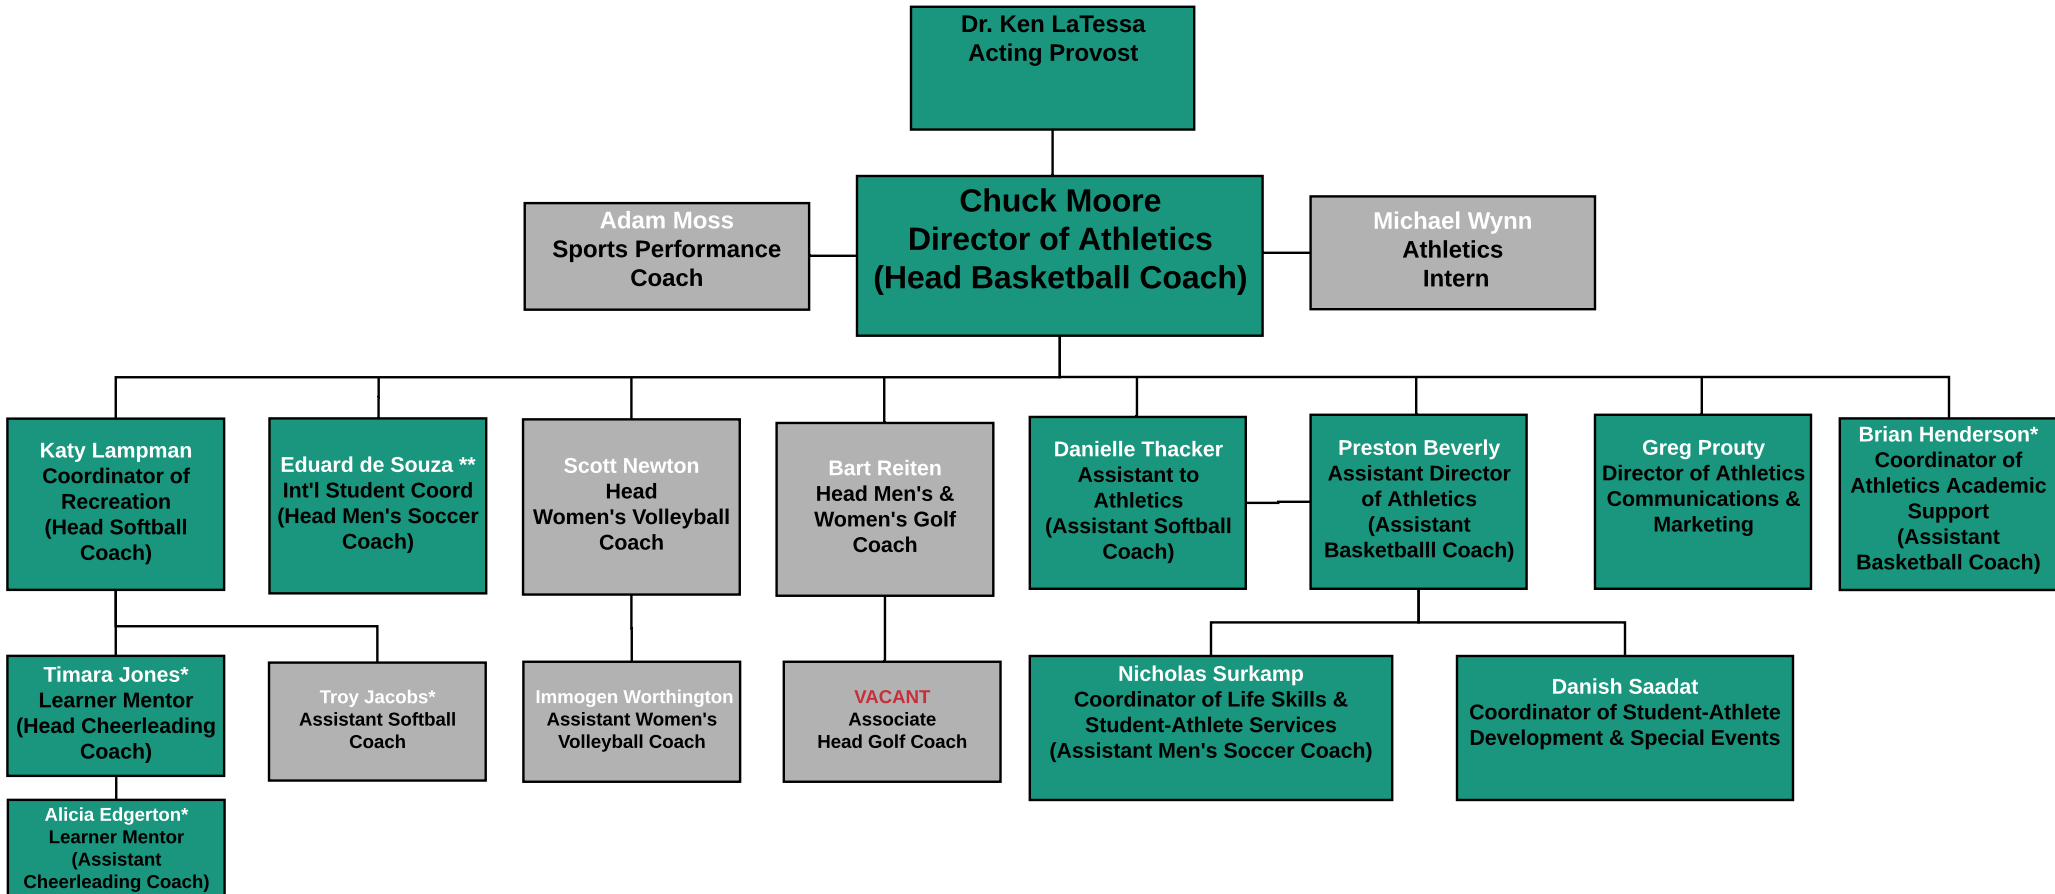 Dr. Ken LaTessa
Acting Provost
Adam Moss
Sports Performance
Coach
Chuck Moore
Director of Athletics
(Head Basketball Coach)
Michael Wynn
Athletics
Intern
Katy Lampman
Coordinator of
Recreation
(Head Softball
Coach)
Eduard de Souza **
Int'l Student Coord
(Head Men's Soccer
Coach)
Scott Newton
Head
Women's Volleyball
Coach
Bart Reiten
Head Men's &
Women's Golf
Coach
Danielle Thacker
Assistant to
Athletics
(Assistant Softball
Coach)
Preston Beverly
Assistant Director
of Athletics
(Assistant
Basketballl Coach)
Greg Prouty
Director of Athletics
Communications &
Marketing
Brian Henderson*
Coordinator of
Athletics Academic
Support
(Assistant
Basketball Coach)
Timara Jones*
Learner Mentor
(Head Cheerleading
Coach)
Troy Jacobs*
Assistant Softball
Coach
Immogen Worthington
Assistant Women's
Volleyball Coach
VACANT
Associate
Head Golf Coach
Nicholas Surkamp
Coordinator of Life Skills &
Student-Athlete Services
(Assistant Men's Soccer Coach)
Danish Saadat
Coordinator of Student-Athlete
Development & Special Events
Alicia Edgerton*
Learner Mentor
(Assistant
Cheerleading Coach)